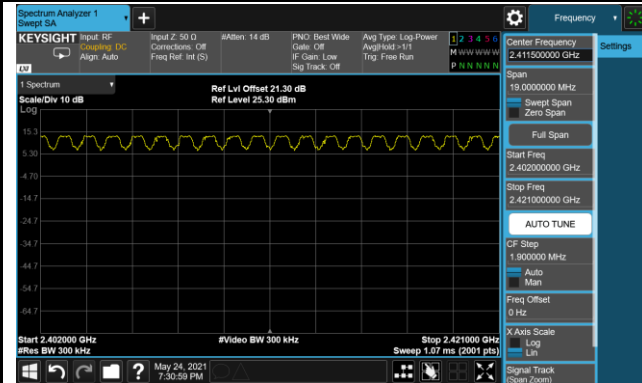 Spectrum Analyzer 1
Swept SA
Frequency
KEYSIGHT
Input: RF
Coupling: DC
Align: Auto
Input Z: 50 Ω
Corrections: Off
Freq Ref: Int (S)
#Atten: 14 dB
PNO: Best Wide
Gate: Off
IF Gain: Low
Sig Track: Off
Avg Type: Log-Power
Avg|Hold:>1/1
Trig: Free Run
1 2 3 4 5 6
M W W W W W
P N N N N N
LXI
1 Spectrum
Scale/Div 10 dB
Ref Lvl Offset 21.30 dB
Ref Level 25.30 dBm
Log
15.3
5.30
-4.70
-14.7
-24.7
-34.7
-44.7
-54.7
-64.7
Start 2.402000 GHz
#Res BW 300 kHz
#Video BW 300 kHz
Stop 2.421000 GHz
Sweep 1.07 ms (2001 pts)
Center Frequency
2.411500000 GHz
Settings
Span
19.0000000 MHz
Swept Span
Zero Span
Full Span
Start Freq
2.402000000 GHz
Stop Freq
2.421000000 GHz
AUTO TUNE
CF Step
1.900000 MHz
Auto
Man
Freq Offset
0 Hz
X Axis Scale
Log
Lin
Signal Track
(Span Zoom)
May 24, 2021
7:30:59 PM